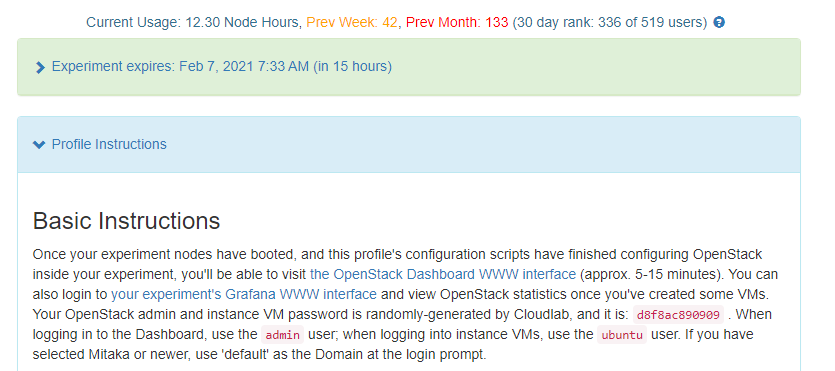 Current Usage: 12.30 Node Hours, Prev Week: 42, Prev Month: 133 (30 day rank: 336 of 519 users)
Experiment expires: Feb 7, 2021 7:33 AM (in 15 hours)
Profile Instructions
Basic Instructions
Once your experiment nodes have booted, and this profile's configuration scripts have finished configuring OpenStack
inside your experiment, you'll be able to visit the OpenStack Dashboard WWW interface (approx. 5-15 minutes). You can
also login to your experiment's Grafana WWW interface and view OpenStack statistics once you've created some VMs.
Your OpenStack admin and instance VM password is randomly-generated by Cloudlab, and it is: d8f8ac890909 . When
logging in to the Dashboard, use the admin user; when logging into instance VMs, use the ubuntu user. If you have
selected Mitaka or newer, use 'default' as the Domain at the login prompt.